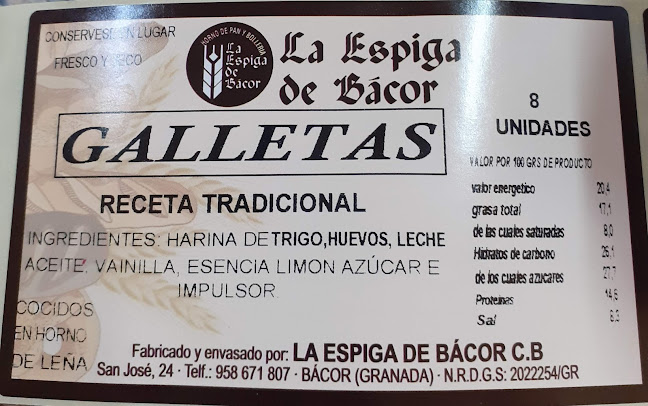 CONSERVESE EN LUGAR
FRESCO Y SECO
HORNO DE PAN Y BOLLERIA
La
Espiga
de
Bácor
La Espiga
de Bácor
GALLETAS
RECETA TRADICIONAL
INGREDIENTES: HARINA DE TRIGO,HUEVOS, LECHE
ACEITE, VAINILLA, ESENCIA LIMON AZÚCAR E
IMPULSOR
COCIDOS
EN HORNO
DE LEÑA
8
UNIDADES
VALOR POR 100 GRS DE PRODUCTO
valor energetico 20,4
grasa total 17,1
de las cuales saturadas 8,0
Hidratos de carbono 26,1
de los cuales azucares 27,7
Proteinas 14,6
Sal 6,3
Fabricado y envasado por: LA ESPIGA DE BÁCOR C.B
San José, 24 · Telf.: 958 671 807 · BÁCOR (GRANADA) · N.R.D.G.S: 2022254/GR